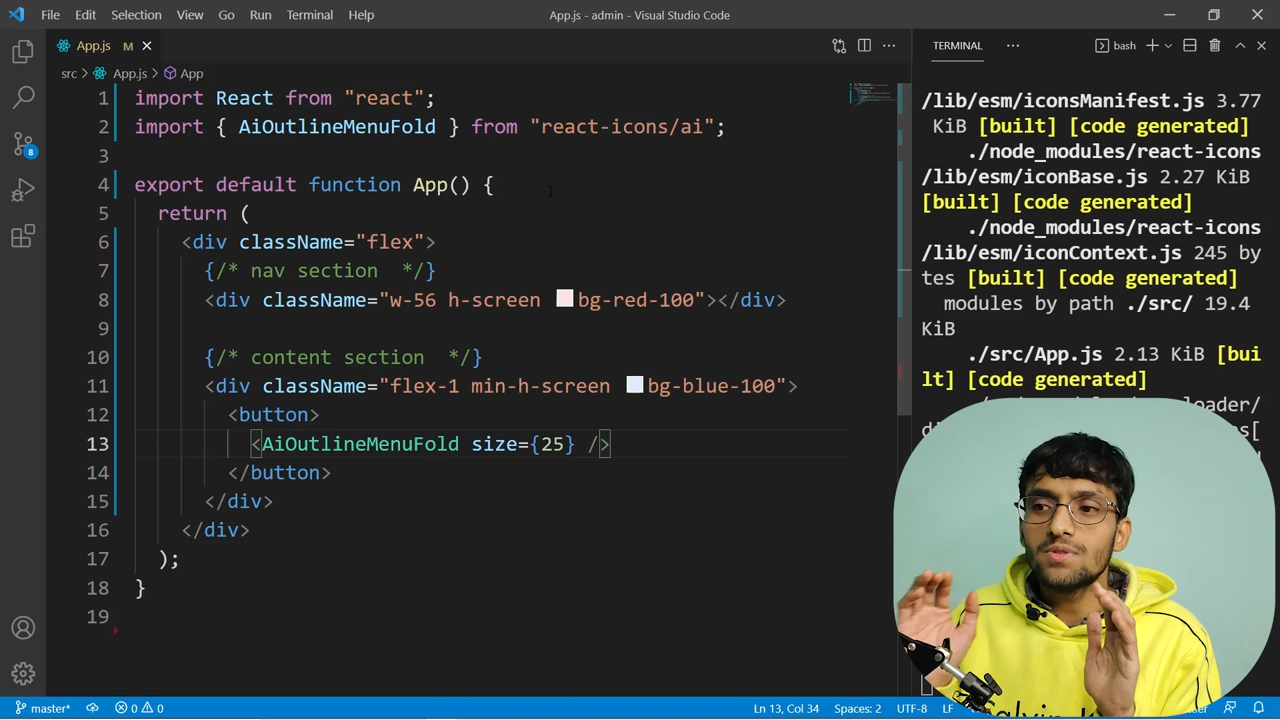 File Edit Selection View Go Run Terminal Help
App.js - admin - Visual Studio Code
App.js M
src > App.js > App
1 import React from "react";
2 import { AiOutlineMenuFold } from "react-icons/ai";
3
4 export default function App() {
5 return (
6 <div className="flex">
7 {/* nav section  */}
8 <div className="w-56 h-screen bg-red-100"></div>
9
10 {/* content section  */}
11 <div className="flex-1 min-h-screen bg-blue-100">
12 <button>
13 <AiOutlineMenuFold size={25} />
14 </button>
15 </div>
16 </div>
17 );
18 }
19
TERMINAL
bash
/lib/esm/iconsManifest.js 3.77
KiB [built] [code generated]
./node_modules/react-icons
/lib/esm/iconBase.js 2.27 KiB
[built] [code generated]
./node_modules/react-icons
/lib/esm/iconContext.js 245 by
tes [built] [code generated]
modules by path ./src/ 19.4
KiB
./src/App.js 2.13 KiB [bui
lt] [code generated]
8
master*
0 0
Ln 13, Col 34
Spaces: 2
UTF-8
LF